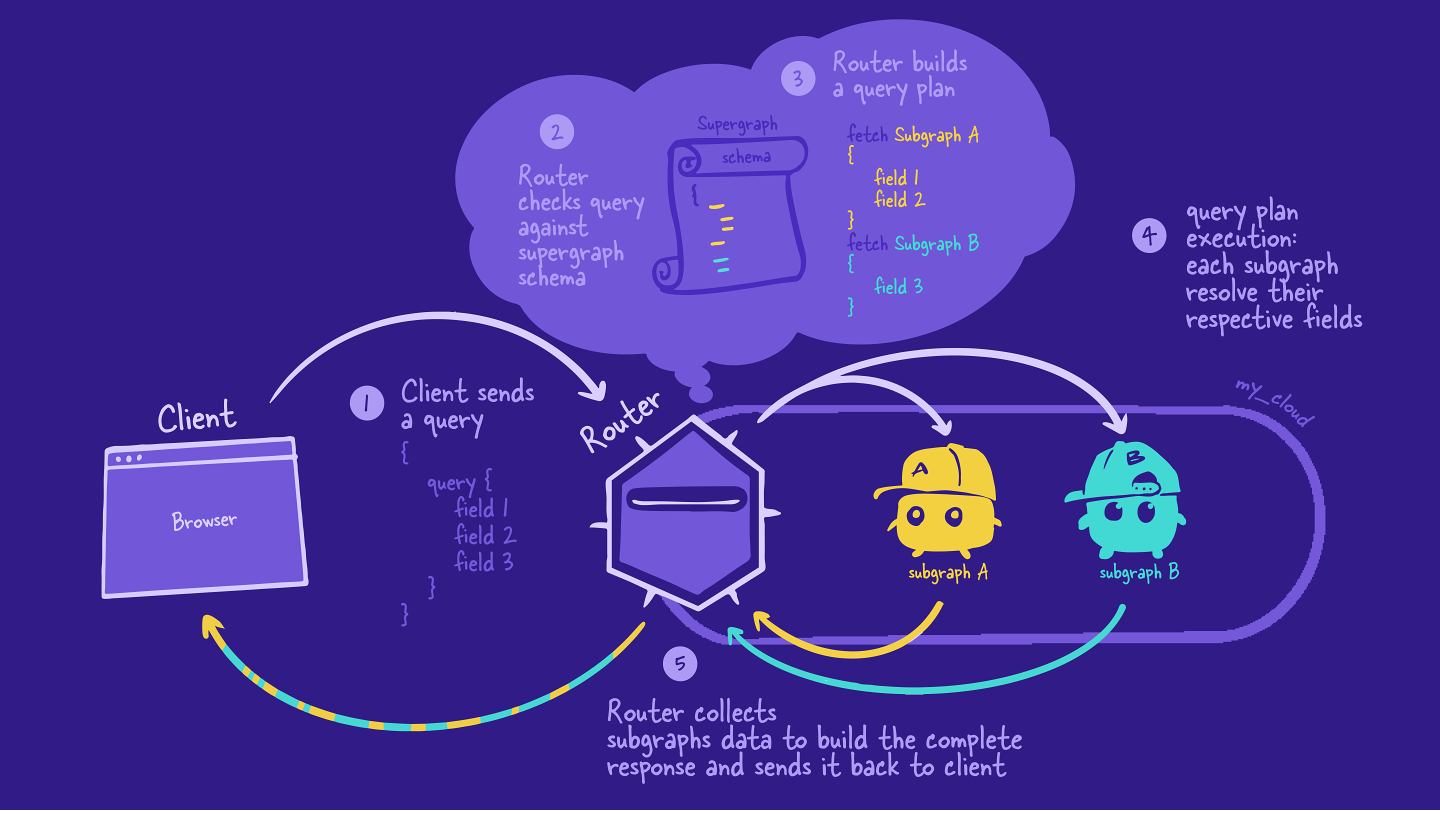 3
Router builds
a query plan
2
Router
checks query
against
supergraph
schema
Supergraph
schema
{
fetch Subgraph A
{
field 1
field 2
}
fetch Subgraph B
{
field 3
}
4
query plan
execution:
each subgraph
resolve their
respective fields
Client
Browser
1
Client sends
a query
{
query {
field 1
field 2
field 3
}
}
Router
my_cloud
A
subgraph A
B
subgraph B
5
Router collects
subgraphs data to build the complete
response and sends it back to client